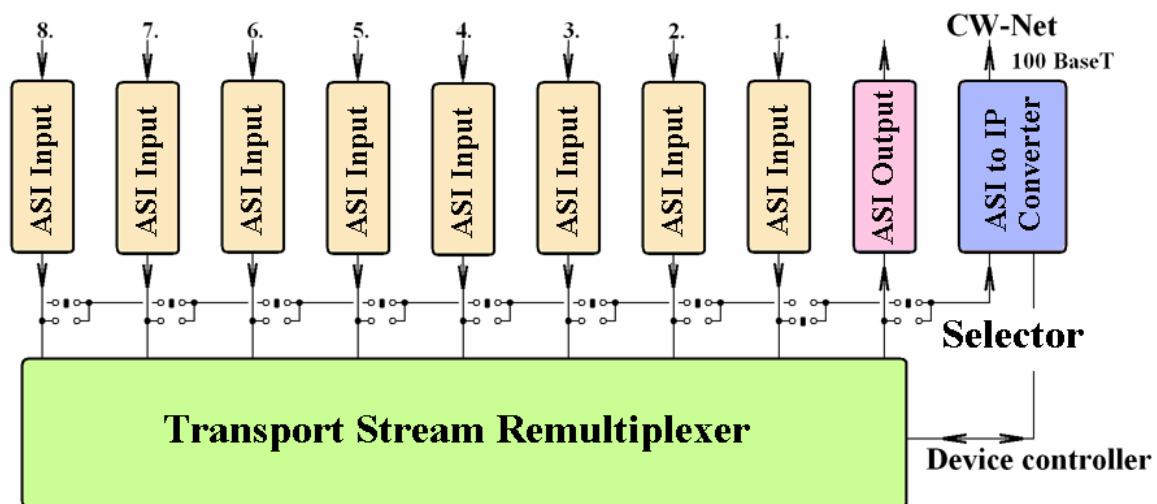 8. 7. 6. 5. 4. 3. 2. 1. CW-Net
100 BaseT
ASI Input
ASI Input
ASI Input
ASI Input
ASI Input
ASI Input
ASI Input
ASI Input
ASI Output
ASI to IP
Converter
Selector
Transport Stream Remultiplexer
Device controller